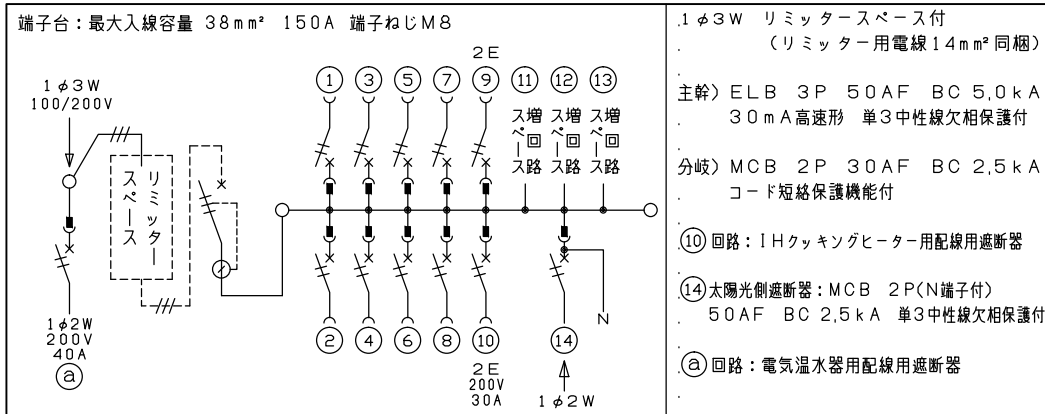 端子台：最大入線容量 38mm² 150A 端子ねじM8
1φ3W
100/200V
リミッター
スペース
1φ2W
200V
40A
ⓐ
2E
① ③ ⑤ ⑦ ⑨ ⑪ ⑫ ⑬
増回路
スペース
増回路
スペース
増回路
スペース
② ④ ⑥ ⑧ ⑩ ⑭
N
2E
200V
30A
1φ2W
1φ3W リミッタースペース付
（リミッター用電線14mm²同梱）
主幹）ELB 3P 50AF BC 5,0kA
30mA高速形 単3中性線欠相保護付
分岐）MCB 2P 30AF BC 2,5kA
コード短絡保護機能付
⑩回路：IHクッキングヒーター用配線用遮断器
⑭太陽光側遮断器：MCB 2P(N端子付)
50AF BC 2,5kA 単3中性線欠相保護付
ⓐ回路：電気温水器用配線用遮断器